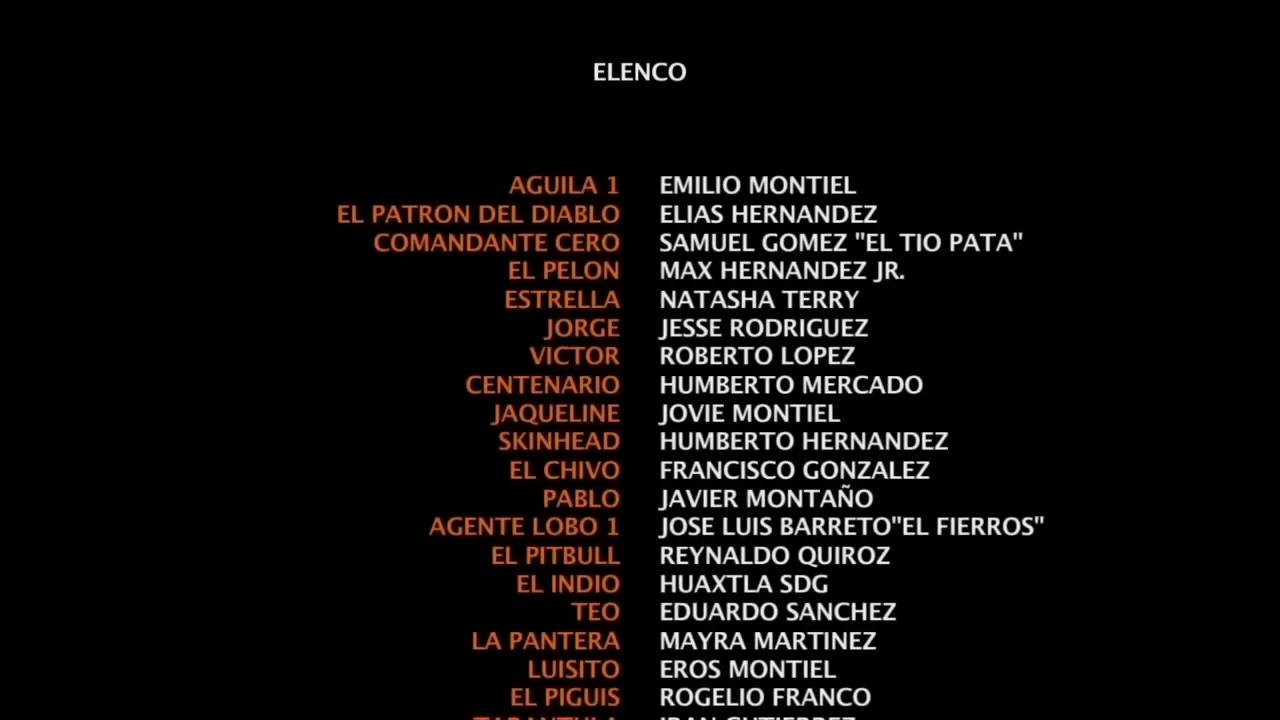 ELENCO
AGUILA 1 EMILIO MONTIEL
EL PATRON DEL DIABLO ELIAS HERNANDEZ
COMANDANTE CERO SAMUEL GOMEZ "EL TIO PATA"
EL PELON MAX HERNANDEZ JR.
ESTRELLA NATASHA TERRY
JORGE JESSE RODRIGUEZ
VICTOR ROBERTO LOPEZ
CENTENARIO HUMBERTO MERCADO
JAQUELINE JOVIE MONTIEL
SKINHEAD HUMBERTO HERNANDEZ
EL CHIVO FRANCISCO GONZALEZ
PABLO JAVIER MONTAÑO
AGENTE LOBO 1 JOSE LUIS BARRETO"EL FIERROS"
EL PITBULL REYNALDO QUIROZ
EL INDIO HUAXTLA SDG
TEO EDUARDO SANCHEZ
LA PANTERA MAYRA MARTINEZ
LUISITO EROS MONTIEL
EL PIGUIS ROGELIO FRANCO